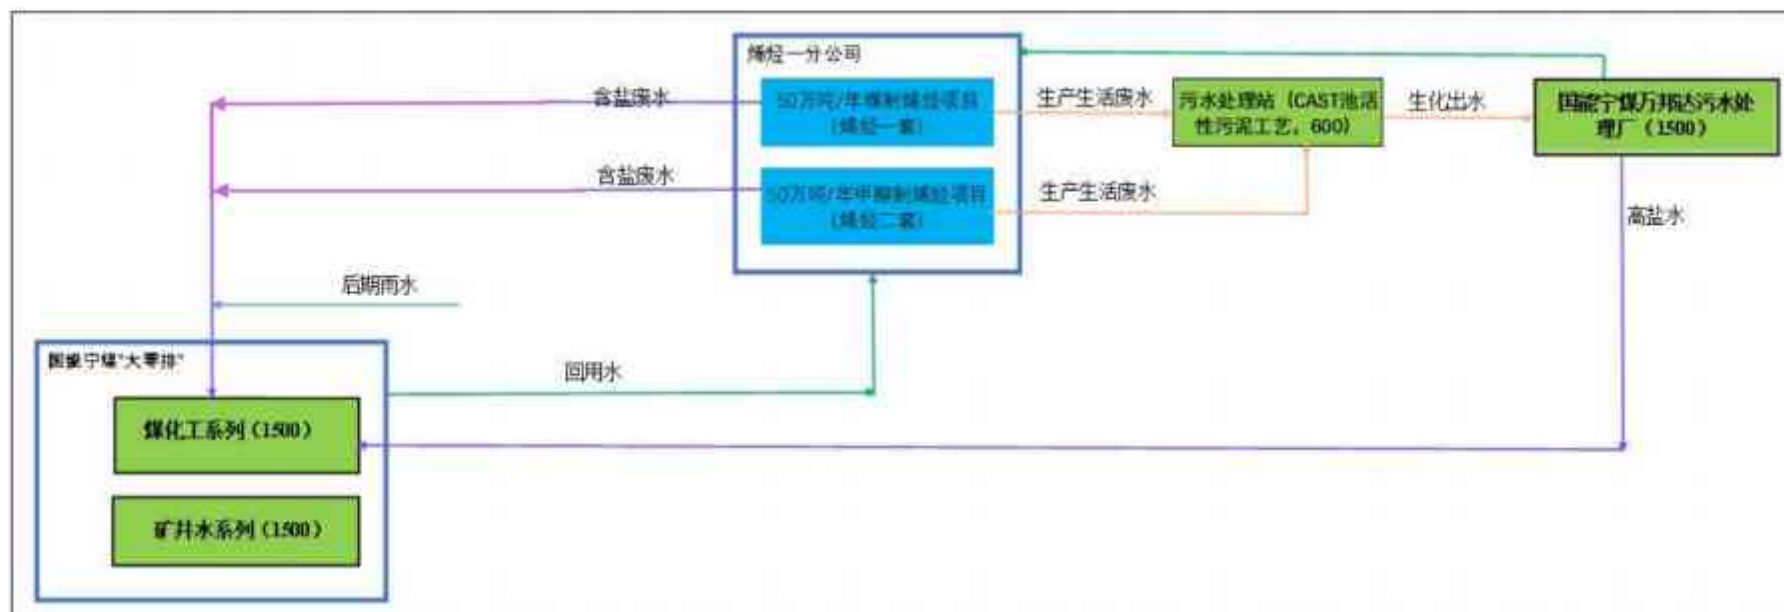 烯烃一分公司
含盐废水
50万吨/年煤制烯烃项目
(烯烃一套)
生产生活废水
污水处理站（CAST池活
性污泥工艺，600）
生化出水
国能宁煤万邦达污水处
理厂（1500）
含盐废水
50万吨/年甲醇制烯烃项目
(烯烃二套)
生产生活废水
高盐水
后期雨水
国能宁煤"大零排"
回用水
煤化工系列（1500）
矿井水系列（1500）